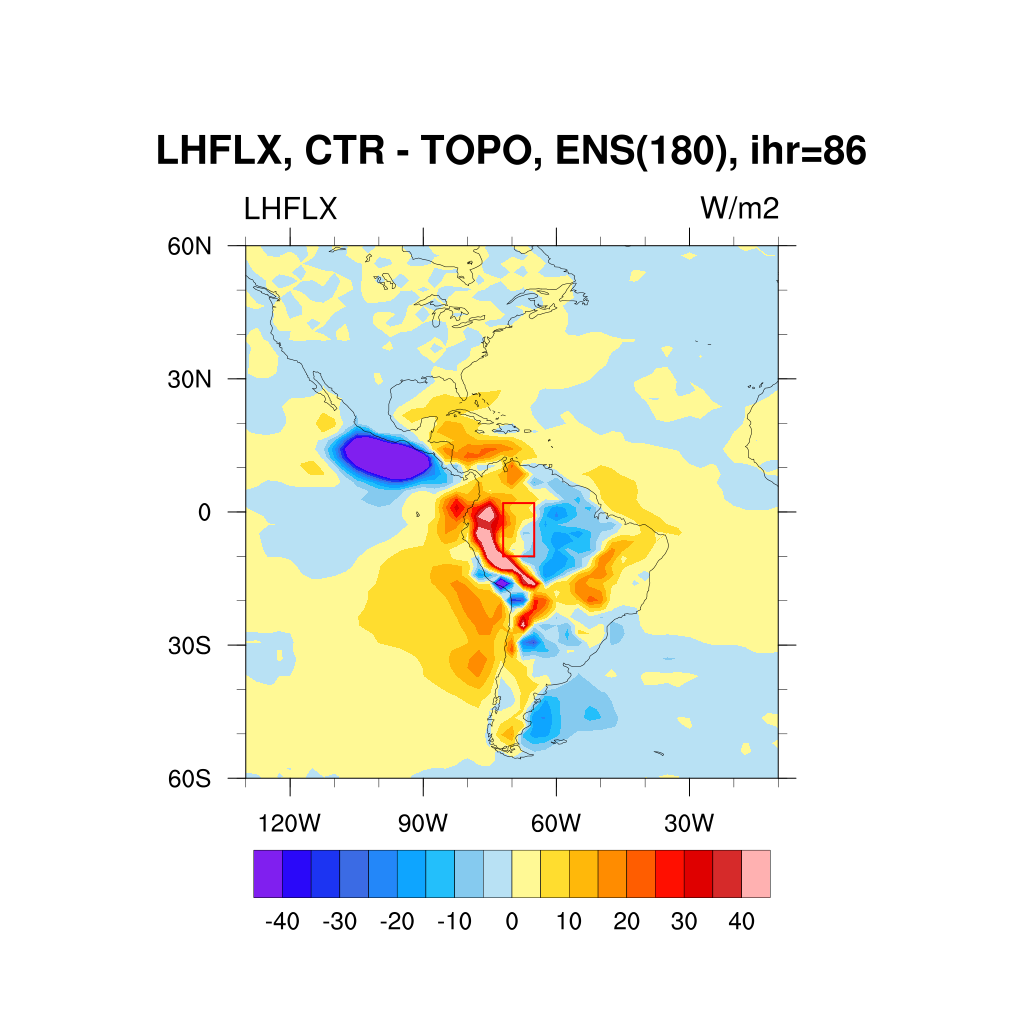 LHFLX, CTR - TOPO, ENS(180), ihr=86
LHFLX W/m2
60N
30N
0
30S
60S
120W 90W 60W 30W
-40 -30 -20 -10 0 10 20 30 40